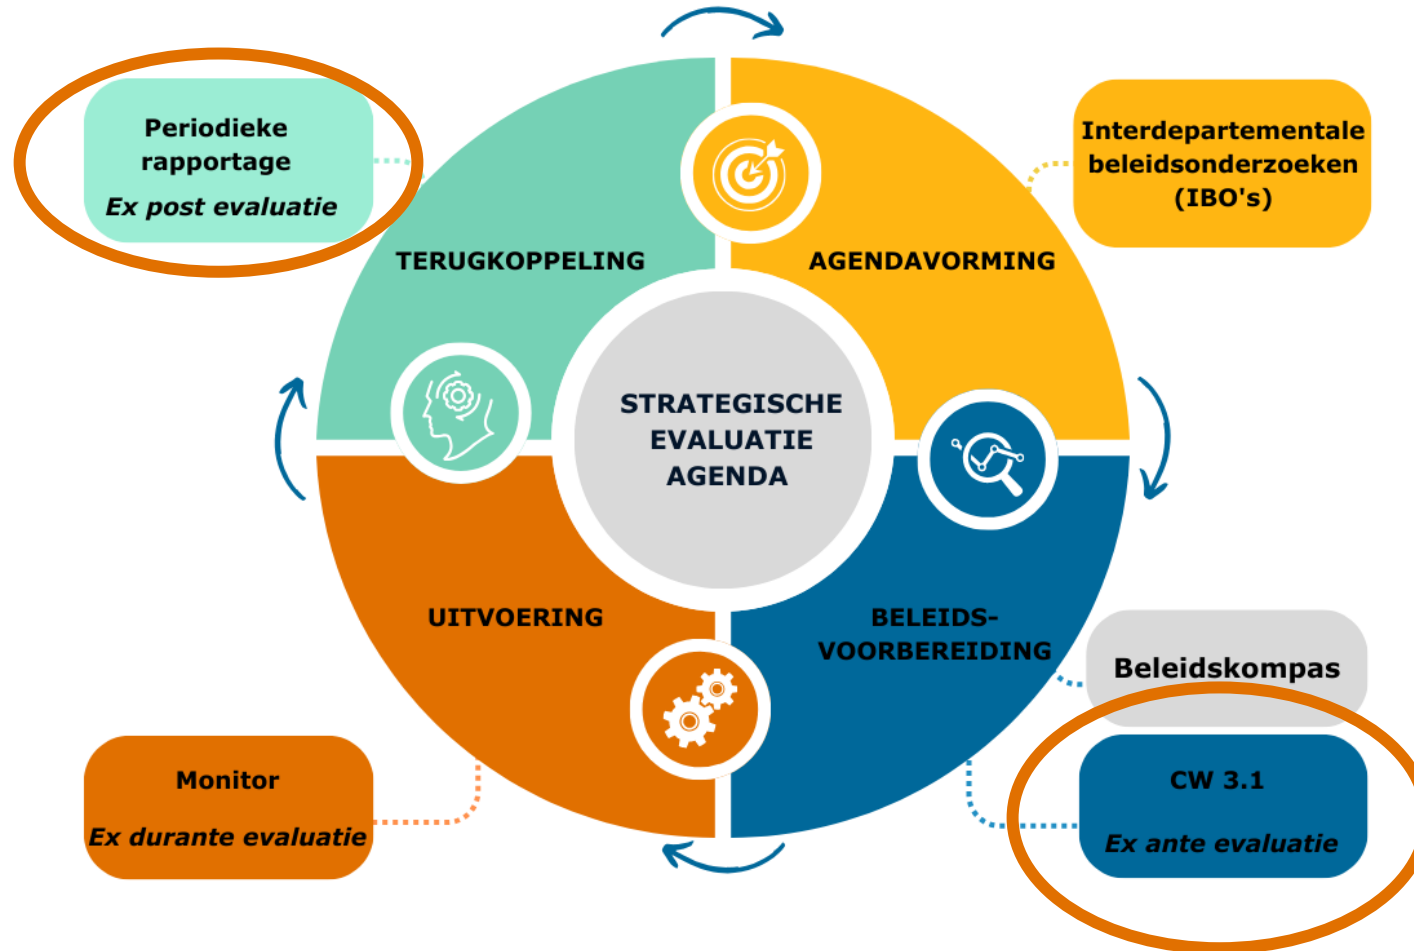 Periodieke
rapportage
Ex post evaluatie
Interdepartementale
beleidsonderzoeken
(IBO's)
TERUGKOPPELING
AGENDAVORMING
STRATEGISCHE
EVALUATIE
AGENDA
UITVOERING
BELEIDS-
VOORBEREIDING
Beleidskompas
Monitor
Ex durante evaluatie
CW 3.1
Ex ante evaluatie